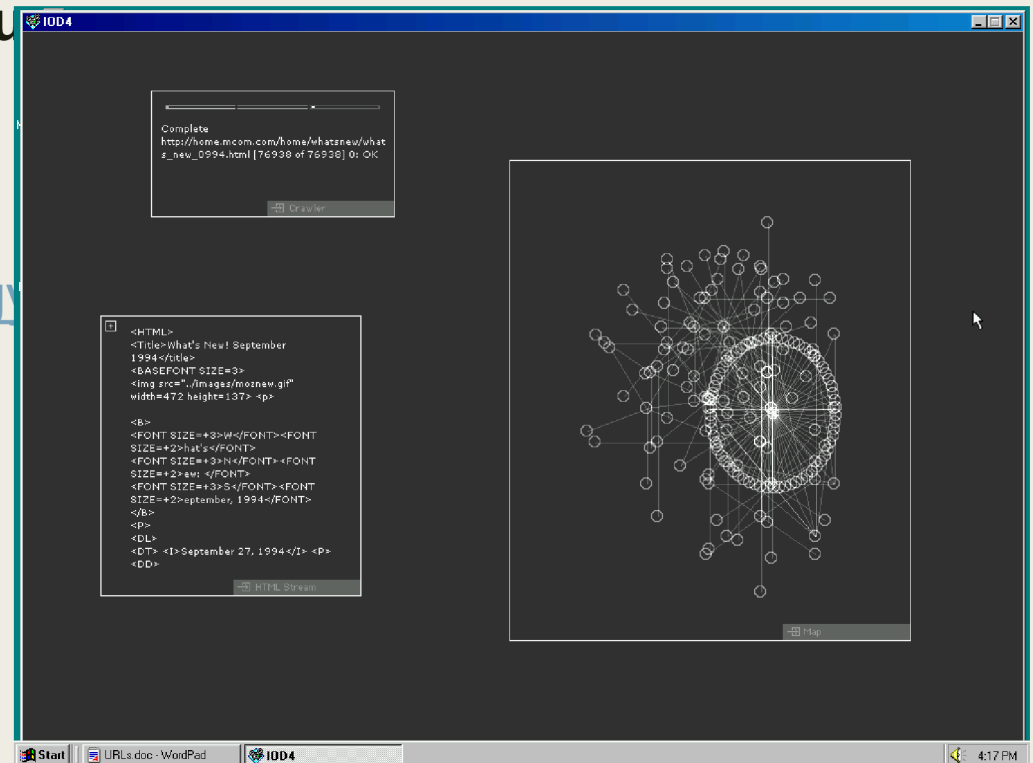 IOD4
Complete
http://home.mcom.com/home/whatsnew/what
s_new_0994.html [76938 of 76938] 0: OK
Crawler
<HTML>
<Title>What's New! September
1994</title>
<BASEFONT SIZE=3>
<img src="../images/moznew.gif"
width=472 height=137> <p>
<B>
<FONT SIZE=+3>W</FONT><FONT
SIZE=+2>hat's</FONT>
<FONT SIZE=+3>N</FONT><FONT
SIZE=+2>ew: </FONT>
<FONT SIZE=+3>S</FONT><FONT
SIZE=+2>eptember, 1994</FONT>
</B>
<P>
<DL>
<DT> <I>September 27, 1994</I> <P>
<DD>
HTML Stream
Map
Start
URLs.doc - WordPad
IOD4
4:17 PM